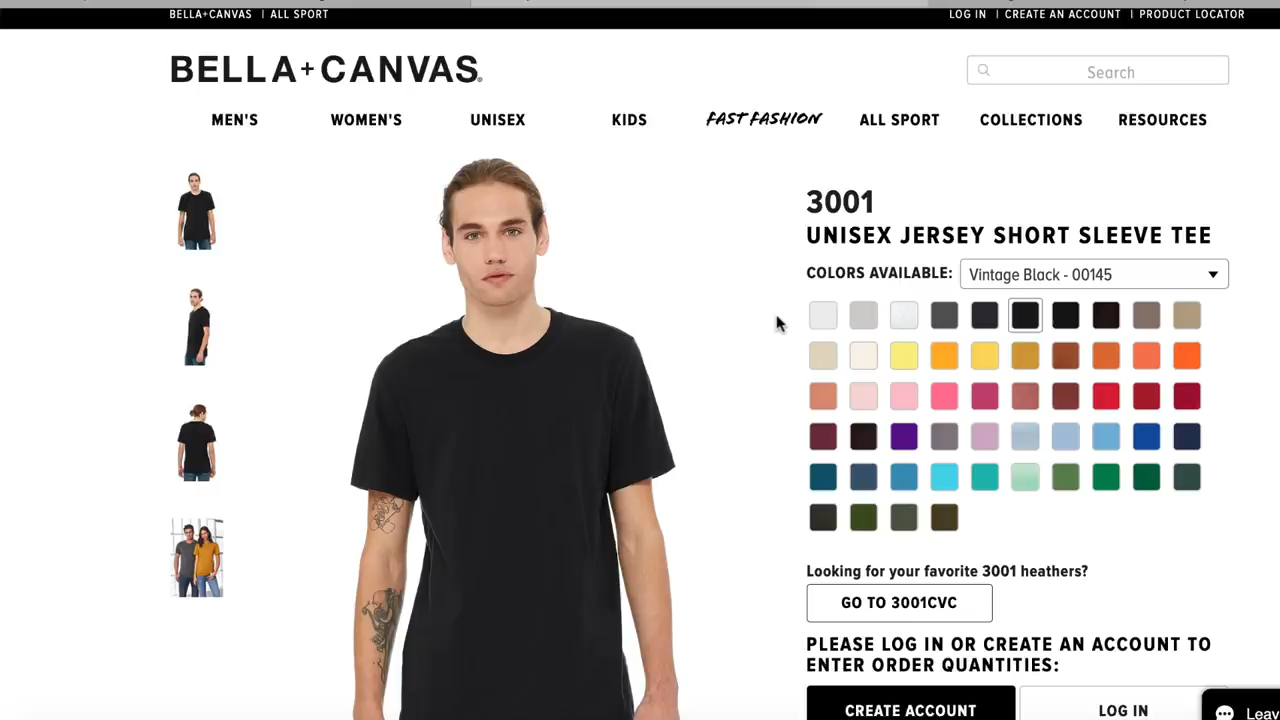 BELLA+CANVAS | ALL SPORT
LOG IN | CREATE AN ACCOUNT | PRODUCT LOCATOR
BELLA+CANVAS®
Search
MEN'S WOMEN'S UNISEX KIDS FAST FASHION ALL SPORT COLLECTIONS RESOURCES
3001
UNISEX JERSEY SHORT SLEEVE TEE
COLORS AVAILABLE: Vintage Black - 00145
Looking for your favorite 3001 heathers?
GO TO 3001CVC
PLEASE LOG IN OR CREATE AN ACCOUNT TO
ENTER ORDER QUANTITIES:
CREATE ACCOUNT LOG IN
Leav